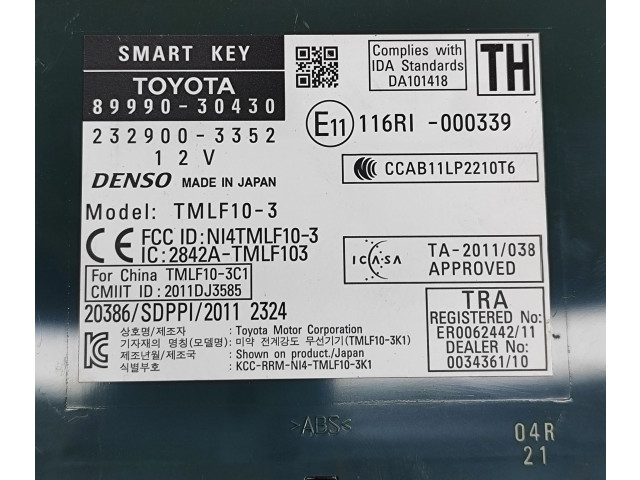 SMART KEY
TOYOTA
89990-30430
232900-3352
12V
DENSO MADE IN JAPAN
Model: TMLF10-3
FCC ID:NI4TMLF10-3
IC:2842A-TMLF103
For China TMLF10-3C1
CMIIT ID:2011DJ3585
20386/SDPPI/2011 2324
상호명/제조자 : Toyota Motor Corporation
기자재의 명칭(모델명): 미약 전계강도 무선기기(TMLF10-3K1)
제조년월/제조국 : Shown on product./Japan
식별부호 : KCC-RRM-NI4-TMLF10-3K1
Complies with
IDA Standards
DA101418
TH
E11 116RI -000339
CCC CCAB11LP2210T6
ICASA TA-2011/038
APPROVED
TRA
REGISTERED No:
ER0062442/11
DEALER No:
0034361/10
>ABS<
04R
21